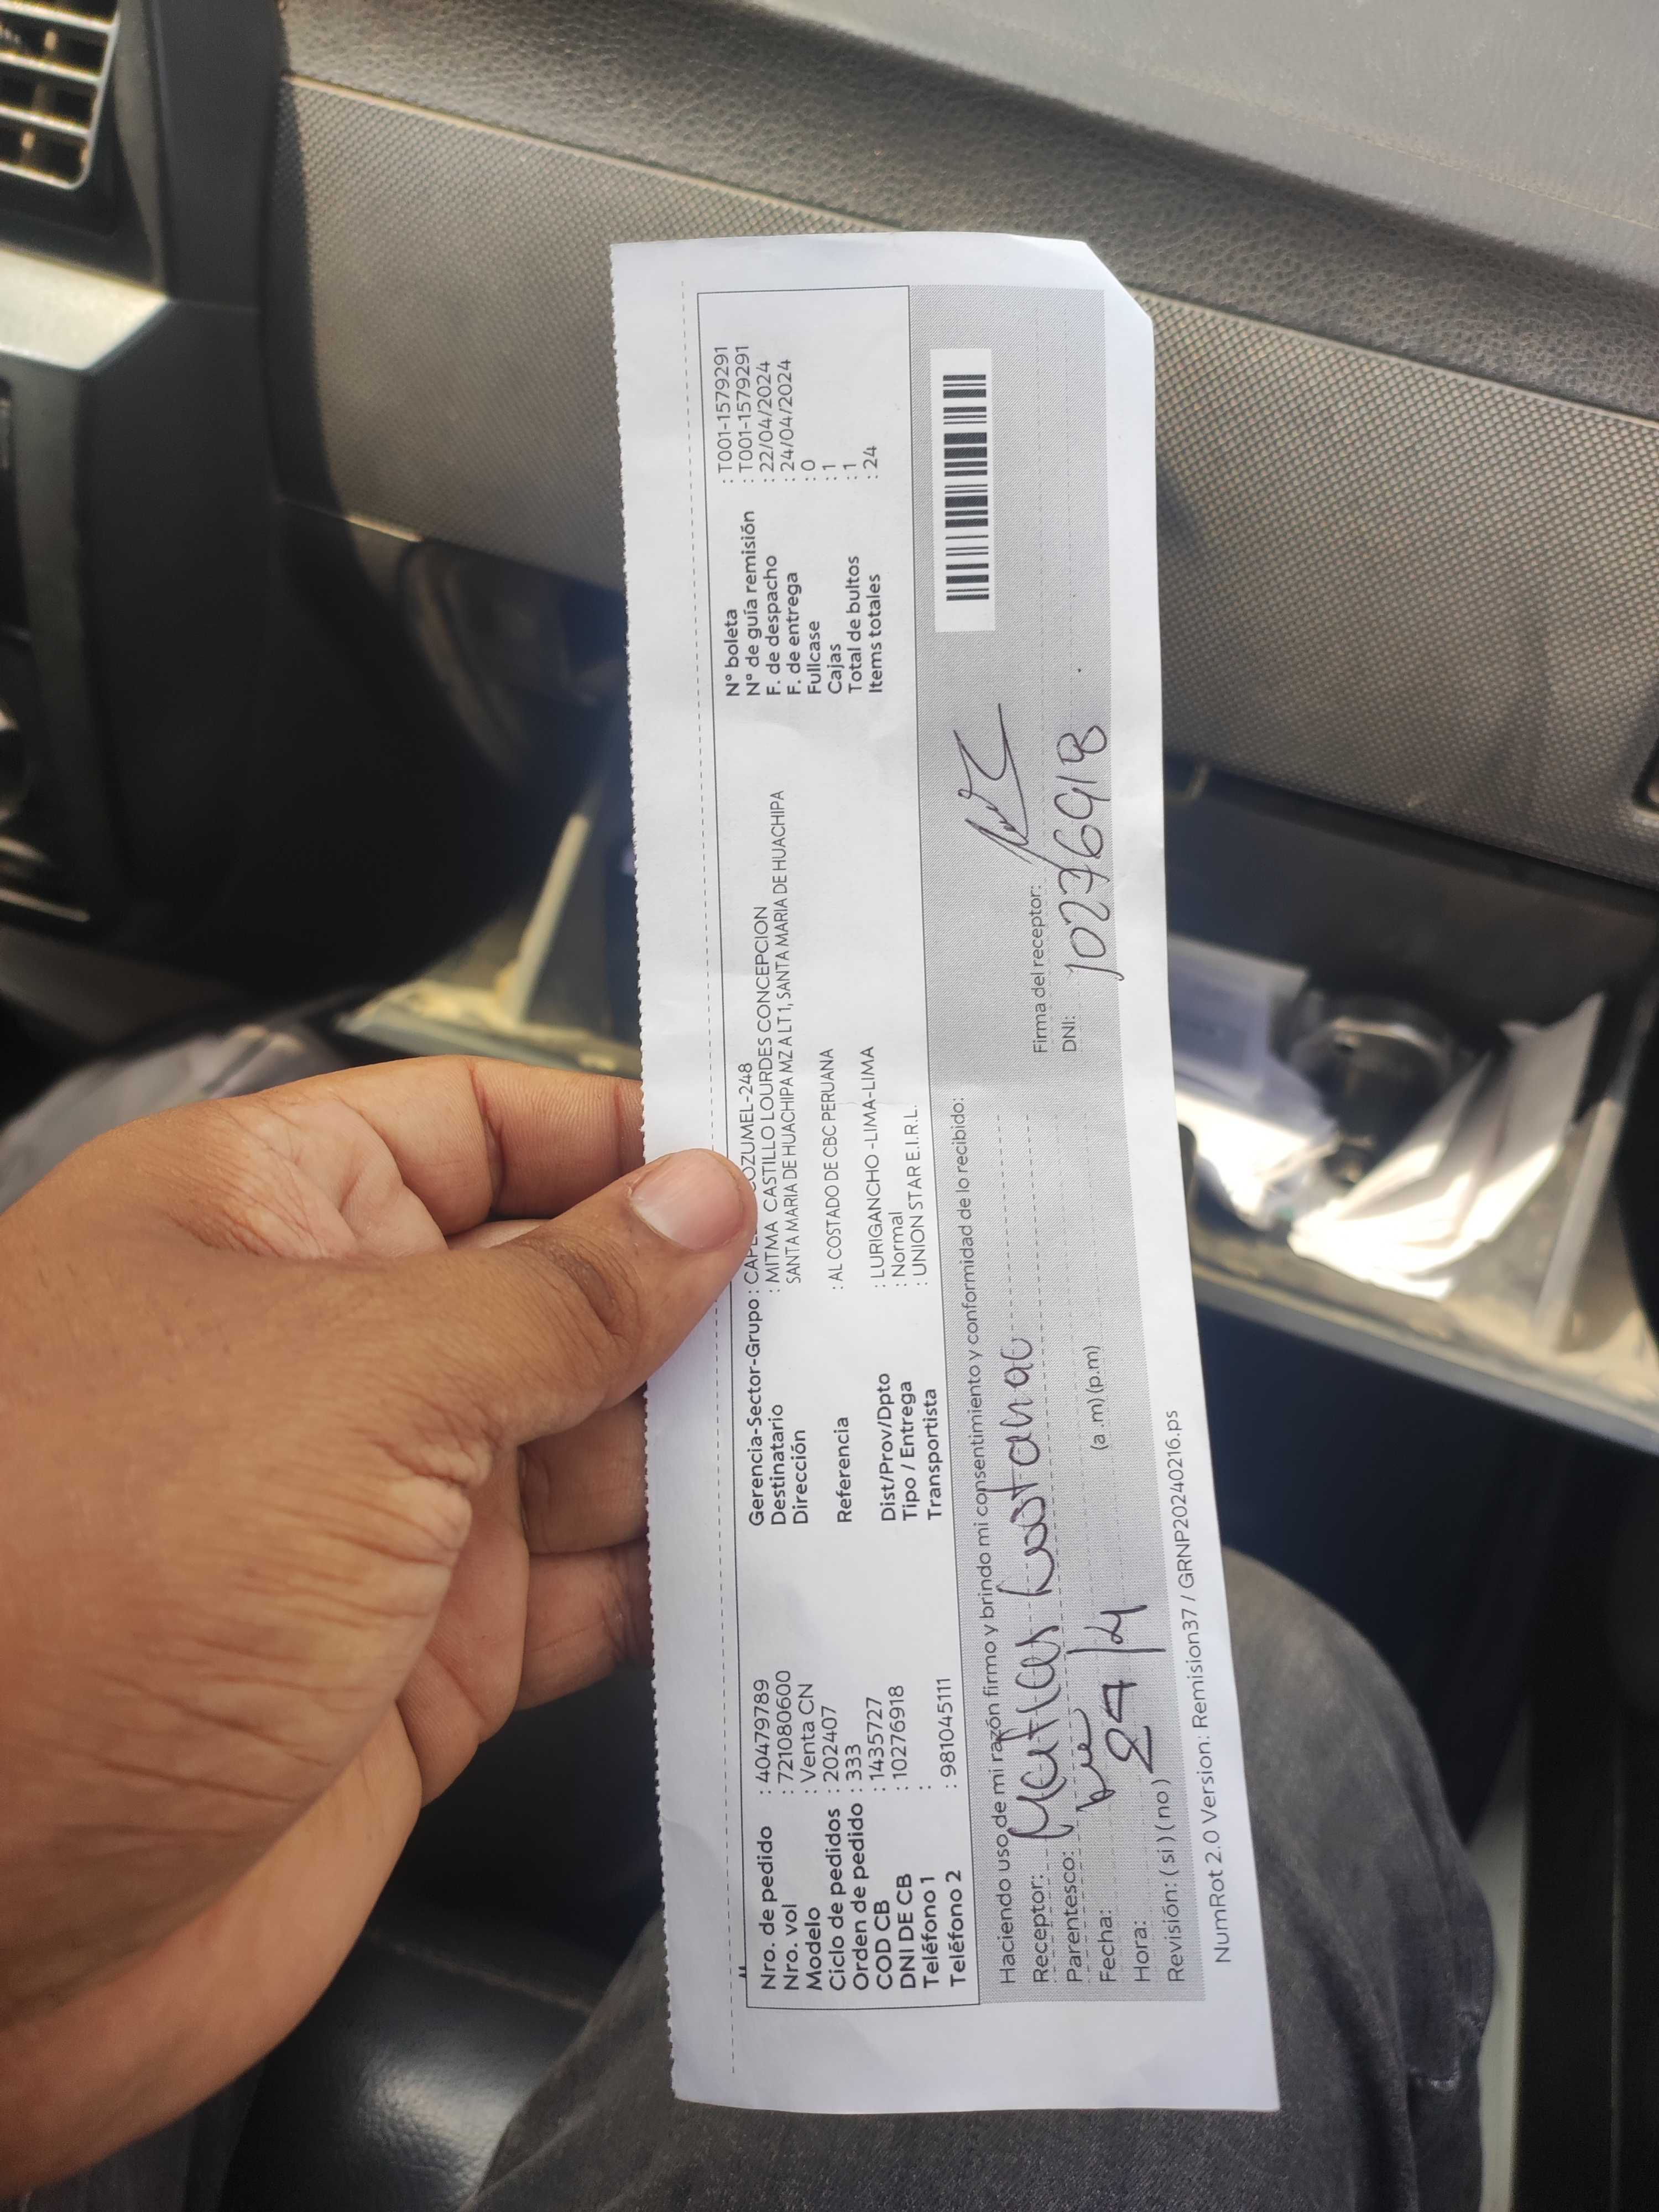 Nro. de pedido : 40479789
Nro. vol : 721080600
Modelo : Venta CN
Ciclo de pedidos : 202407
Orden de pedido : 333
COD CB : 1435727
DNI DE CB : 10276918
Teléfono 1 :
Teléfono 2 : 981045111
Gerencia-Sector-Grupo : OZUMEL-248
Destinatario : MITMA CASTILLO LOURDES CONCEPCION
Dirección SANTA MARIA DE HUACHIPA MZ A LT 1, SANTA MARIA DE HUACHIPA
Referencia : AL COSTADO DE CBC PERUANA
Dist/Prov/Dpto : LURIGANCHO -LIMA-LIMA
Tipo / Entrega : Normal
Transportista : UNION STAR E.I.R.L.
N° boleta : T001-1579291
N° de guía remisión : T001-1579291
F. de despacho : 22/04/2024
F. de entrega : 24/04/2024
Fullcase : 0
Cajas : 1
Total de bultos : 1
Items totales : 24
Haciendo uso de mi razón firmo y brindo mi consentimiento y conformidad de lo recibido:
Receptor:
Parentesco:
Fecha: 24/4
Hora: (a .m) (p.m)
Revisión: ( si ) ( no )
Firma del receptor:
DNI: 10276918
NumRot 2.0 Version: Remision37 / GRNP20240216.ps